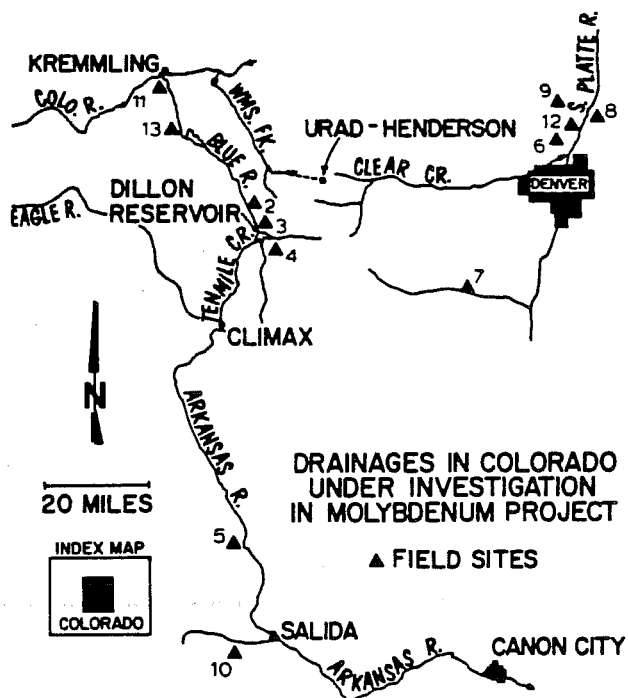 KREMMLING
COLO. R.
11
13
WMS. FK.
BLUE R.
URAD-HENDERSON
CLEAR CR.
9
S. PLATTE R.
12
8
6
DENVER
DILLON
RESERVOIR
2
3
4
EAGLE R.
TENMILE CR.
7
CLIMAX
N
ARKANSAS R.
20 MILES
DRAINAGES IN COLORADO
UNDER INVESTIGATION
IN MOLYBDENUM PROJECT
FIELD SITES
INDEX MAP
COLORADO
5
SALIDA
10
ARKANSAS R.
CANON CITY